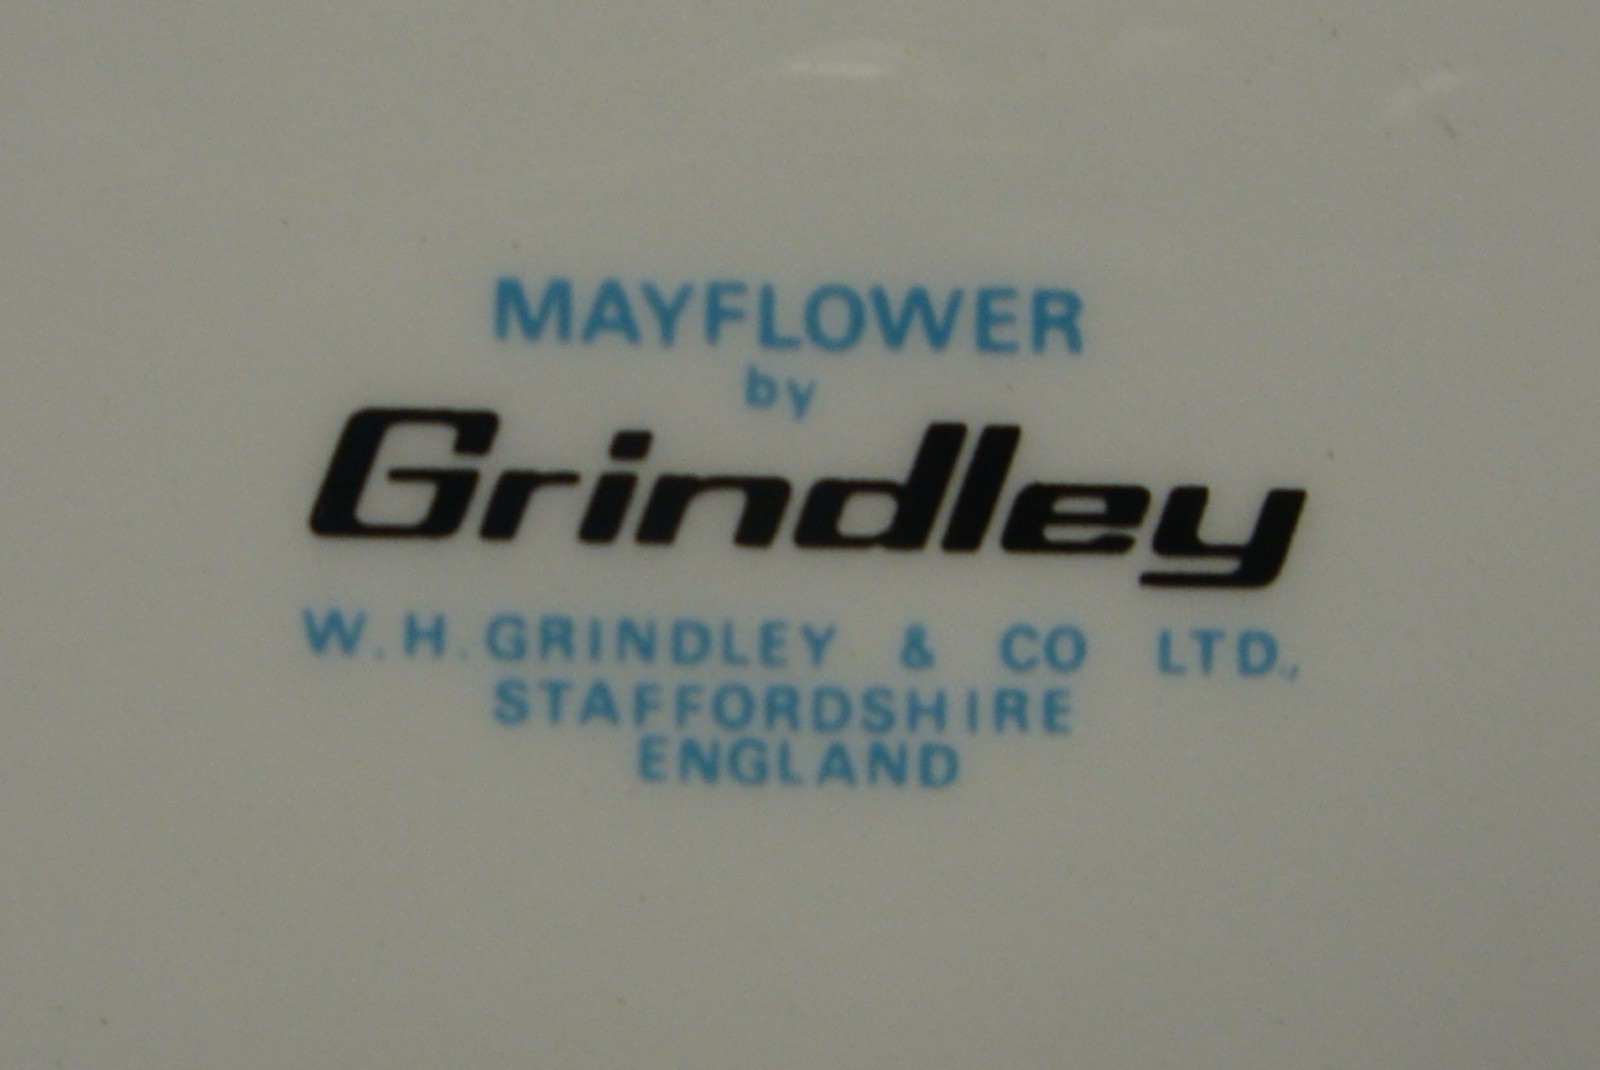 MAYFLOWER
by
Grindley
W.H.GRINDLEY & CO LTD.,
STAFFORDSHIRE
ENGLAND